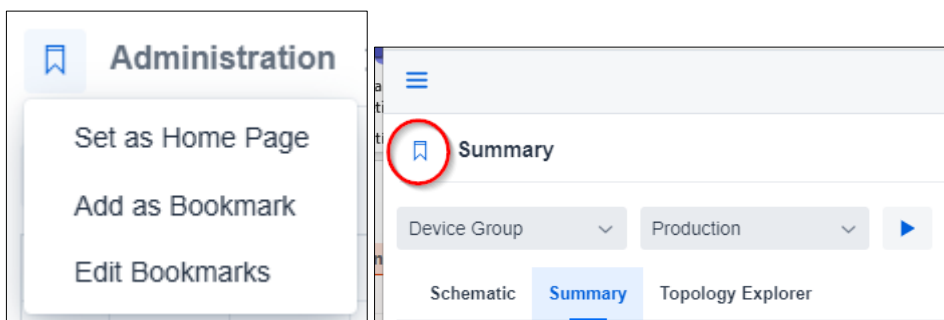 Administration
Set as Home Page
Add as Bookmark
Edit Bookmarks
Summary
Device Group
Production
Schematic
Summary
Topology Explorer